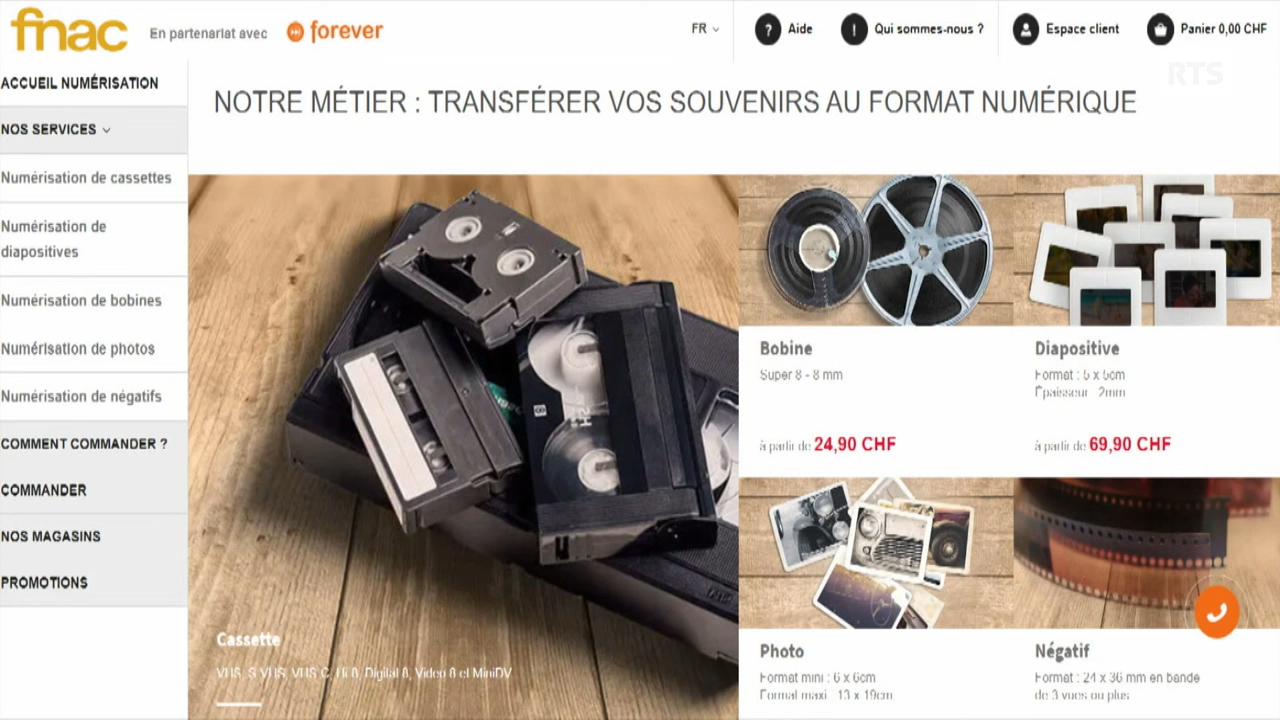 fnac En partenariat avec forever
FR
Aide
Qui sommes-nous ?
Espace client
Panier 0,00 CHF
RTS
ACCUEIL NUMÉRISATION
NOS SERVICES
Numérisation de cassettes
Numérisation de
diapositives
Numérisation de bobines
Numérisation de photos
Numérisation de négatifs
COMMENT COMMANDER ?
COMMANDER
NOS MAGASINS
PROMOTIONS
NOTRE MÉTIER : TRANSFÉRER VOS SOUVENIRS AU FORMAT NUMÉRIQUE
Cassette
VHS, S VHS, VHS C, Hi 8, Digital 8, Video 8 et MiniDV
Bobine
Super 8 - 8 mm
à partir de 24,90 CHF
Diapositive
Format : 5 x 5cm
Épaisseur : 2mm
à partir de 69,90 CHF
Photo
Format mini : 6 x 6cm
Format maxi : 13 x 19cm
Négatif
Format : 24 x 36 mm en bande
de 3 vues ou plus